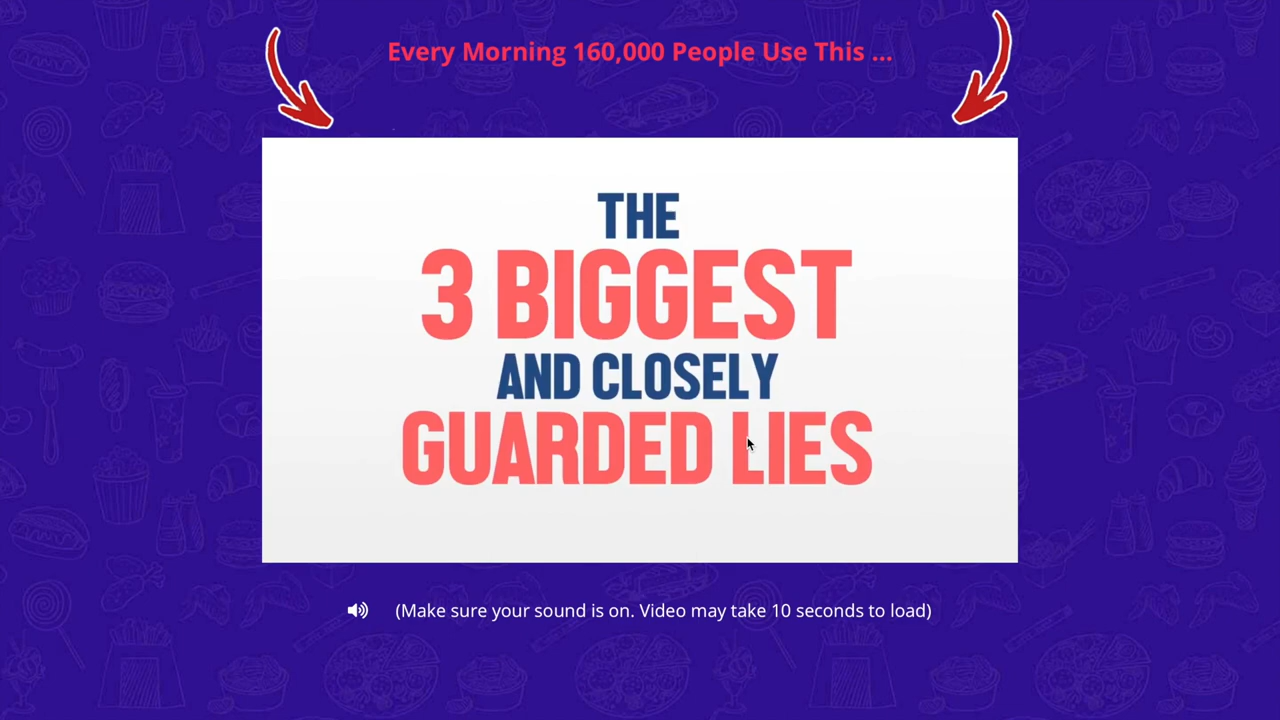 Every Morning 160,000 People Use This ...
THE
3 BIGGEST
AND CLOSELY
GUARDED LIES
(Make sure your sound is on. Video may take 10 seconds to load)